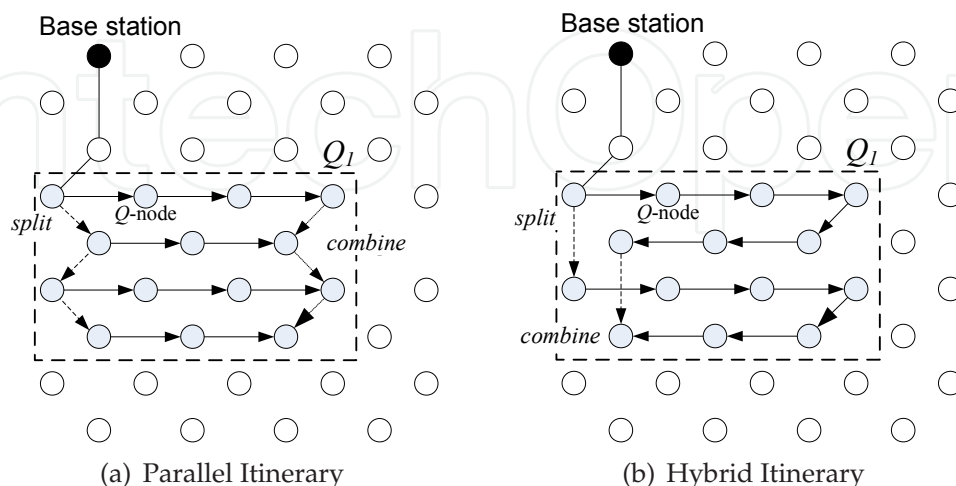 Base station
Q1
split
Q-node
combine
(a) Parallel Itinerary
Base station
Q1
split
Q-node
combine
(b) Hybrid Itinerary